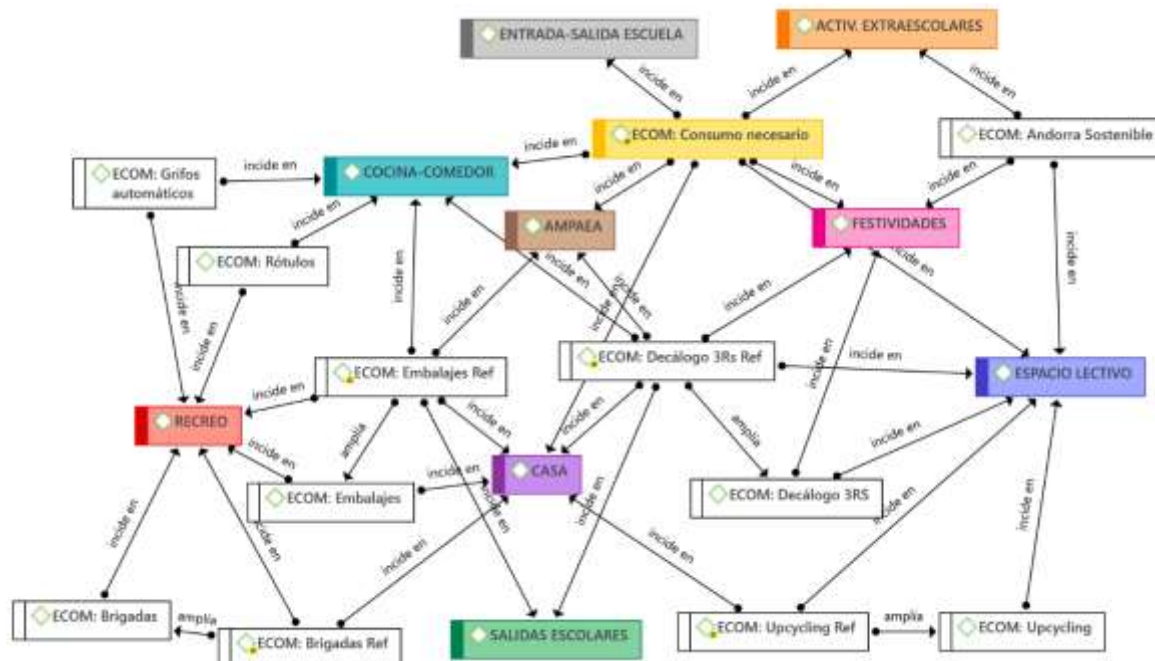 ENTRADA-SALIDA ESCUELA
ACTIV. EXTRAESCOLARES
incide en
incide en
incide en
ECOM: Consumo necesario
ECOM: Andorra Sostenible
incide en
ECOM: Grifos
automáticos
incide en
COCINA-COMEDOR
incide en
incide en
incide en
incide en
AMPAEA
FESTIVIDADES
ECOM: Rótulos
incide en
incide en
incide en
incide en
incide en
incide en
incide en
incide en
incide en
incide en
incide en
ECOM: Embalajes Ref
ECOM: Decálogo 3Rs Ref
incide en
ESPACIO LECTIVO
incide en
incide en
RECREO
incide en
amplía
incide en
incide en
amplía
incide en
incide en
CASA
ECOM: Embalajes
ECOM: Decálogo 3RS
incide en
incide en
incide en
incide en
incide en
incide en
incide en
incide en
ECOM: Brigadas
amplía
ECOM: Brigadas Ref
SALIDAS ESCOLARES
ECOM: Upcycling Ref
amplía
ECOM: Upcycling